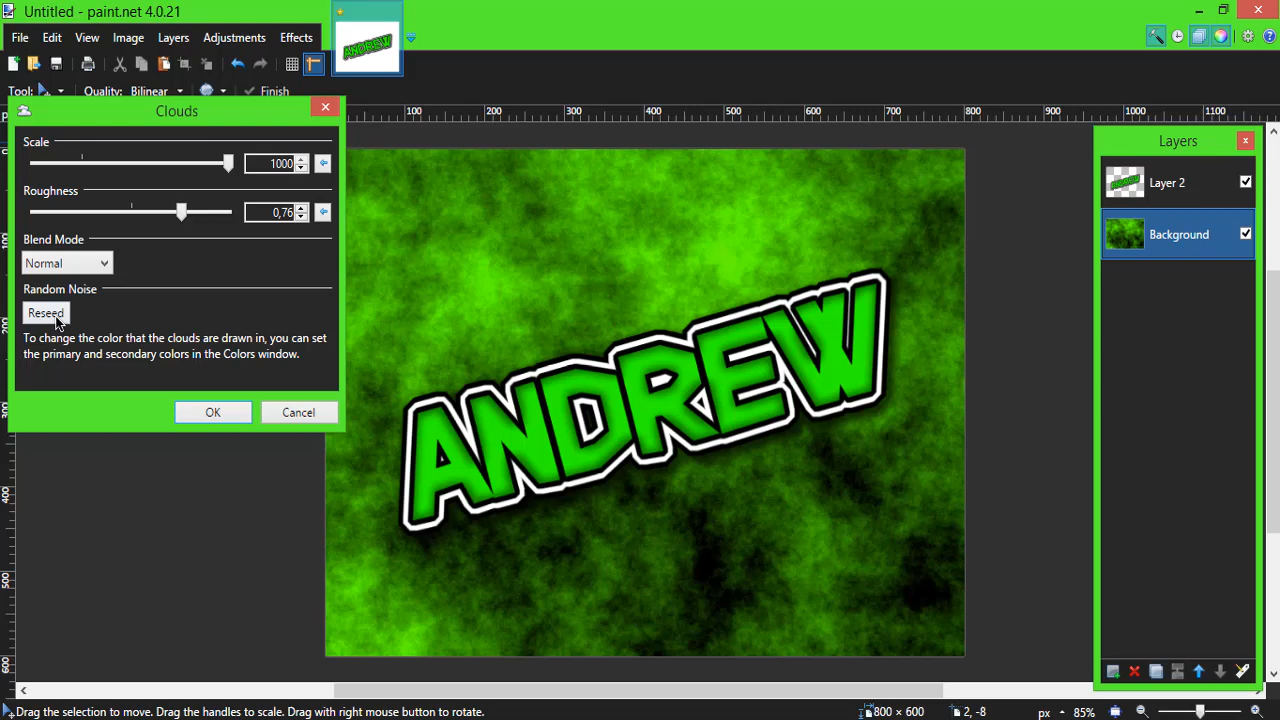 Untitled - paint.net 4.0.21
File Edit View Image Layers Adjustments Effects
Tool: Quality: Bilinear Finish
100 200 300 400 500 600 700 800 900 1000 1100
Clouds
Scale
1000
Roughness
0,76
Blend Mode
Normal
Random Noise
Reseed
To change the color that the clouds are drawn in, you can set
the primary and secondary colors in the Colors window.
OK Cancel
ANDREW
Layers
Layer 2
Background
400
500
600
Drag the selection to move. Drag the handles to scale. Drag with right mouse button to rotate.
800 × 600
2, -8
px
85%